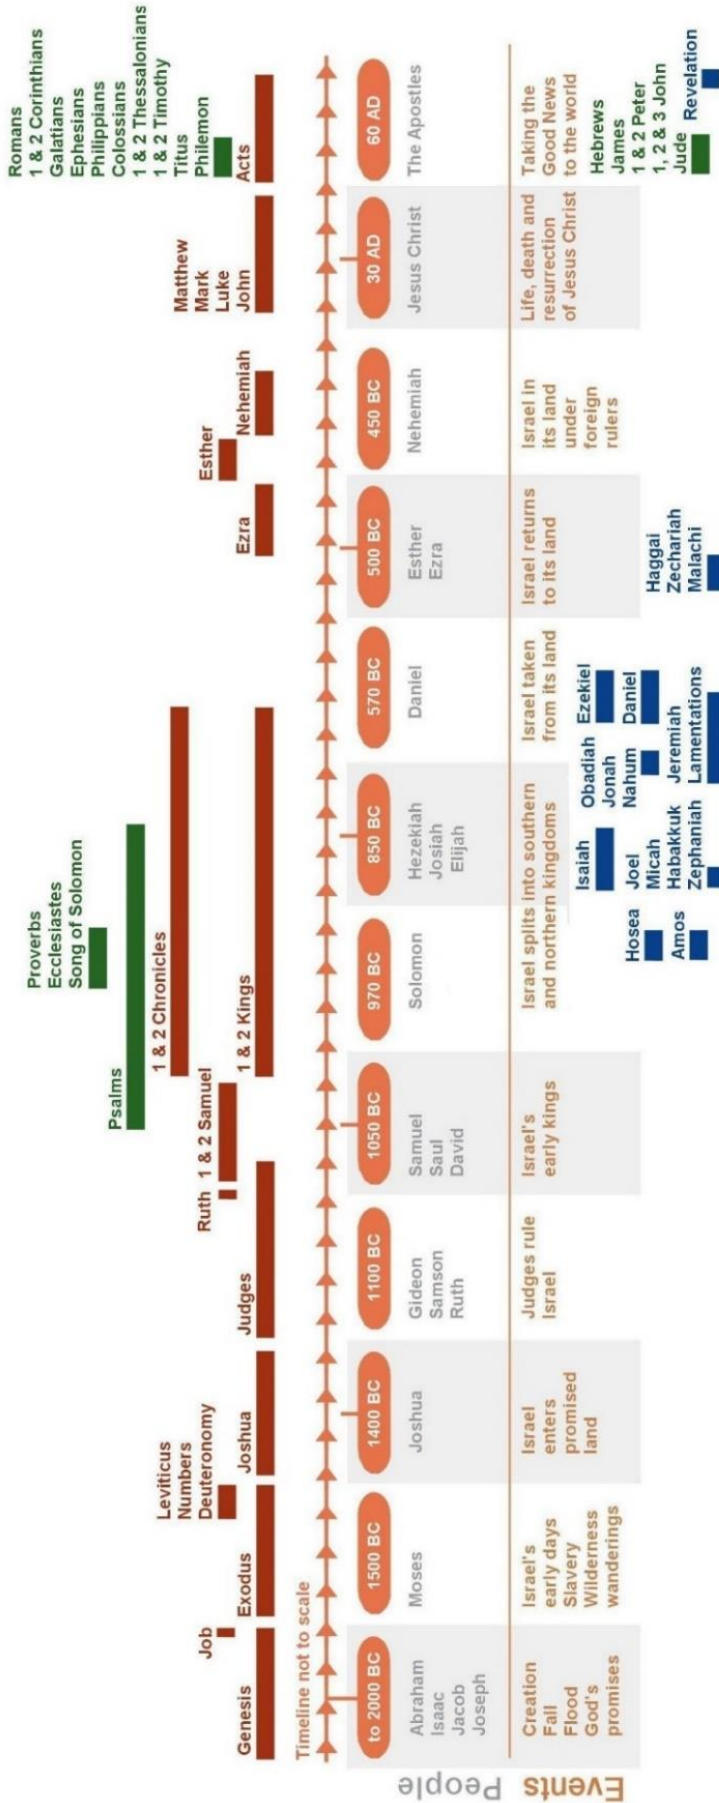 Genesis
Job
Exodus
Leviticus
Numbers
Deuteronomy
Joshua
Judges
Ruth
1 & 2 Samuel
Psalms
1 & 2 Kings
1 & 2 Chronicles
Proverbs
Ecclesiastes
Song of Solomon
Ezra
Esther
Nehemiah
Matthew
Mark
Luke
John
Acts
Romans
1 & 2 Corinthians
Galatians
Ephesians
Philippians
Colossians
1 & 2 Thessalonians
1 & 2 Timothy
Titus
Philemon
Timeline not to scale
to 2000 BC
1500 BC
1400 BC
1100 BC
1050 BC
970 BC
850 BC
570 BC
500 BC
450 BC
30 AD
60 AD
People
Abraham
Isaac
Jacob
Joseph
Moses
Joshua
Gideon
Samson
Ruth
Samuel
Saul
David
Solomon
Hezekiah
Josiah
Elijah
Daniel
Esther
Ezra
Nehemiah
Jesus Christ
The Apostles
Events
Creation
Fall
Flood
God's
promises
Israel's
early days
Slavery
Wilderness
wanderings
Israel
enters
promised
land
Judges rule
Israel
Israel's
early kings
Israel splits into southern
and northern kingdoms
Israel taken
from its land
Israel returns
to its land
Israel in
its land
under
foreign
rulers
Life, death and
resurrection
of Jesus Christ
Taking the
Good News
to the world
Hosea
Amos
Isaiah
Joel
Micah
Habakkuk
Zephaniah
Obadiah
Jonah
Nahum
Jeremiah
Lamentations
Ezekiel
Daniel
Haggai
Zechariah
Malachi
Hebrews
James
1 & 2 Peter
1, 2 & 3 John
Jude
Revelation